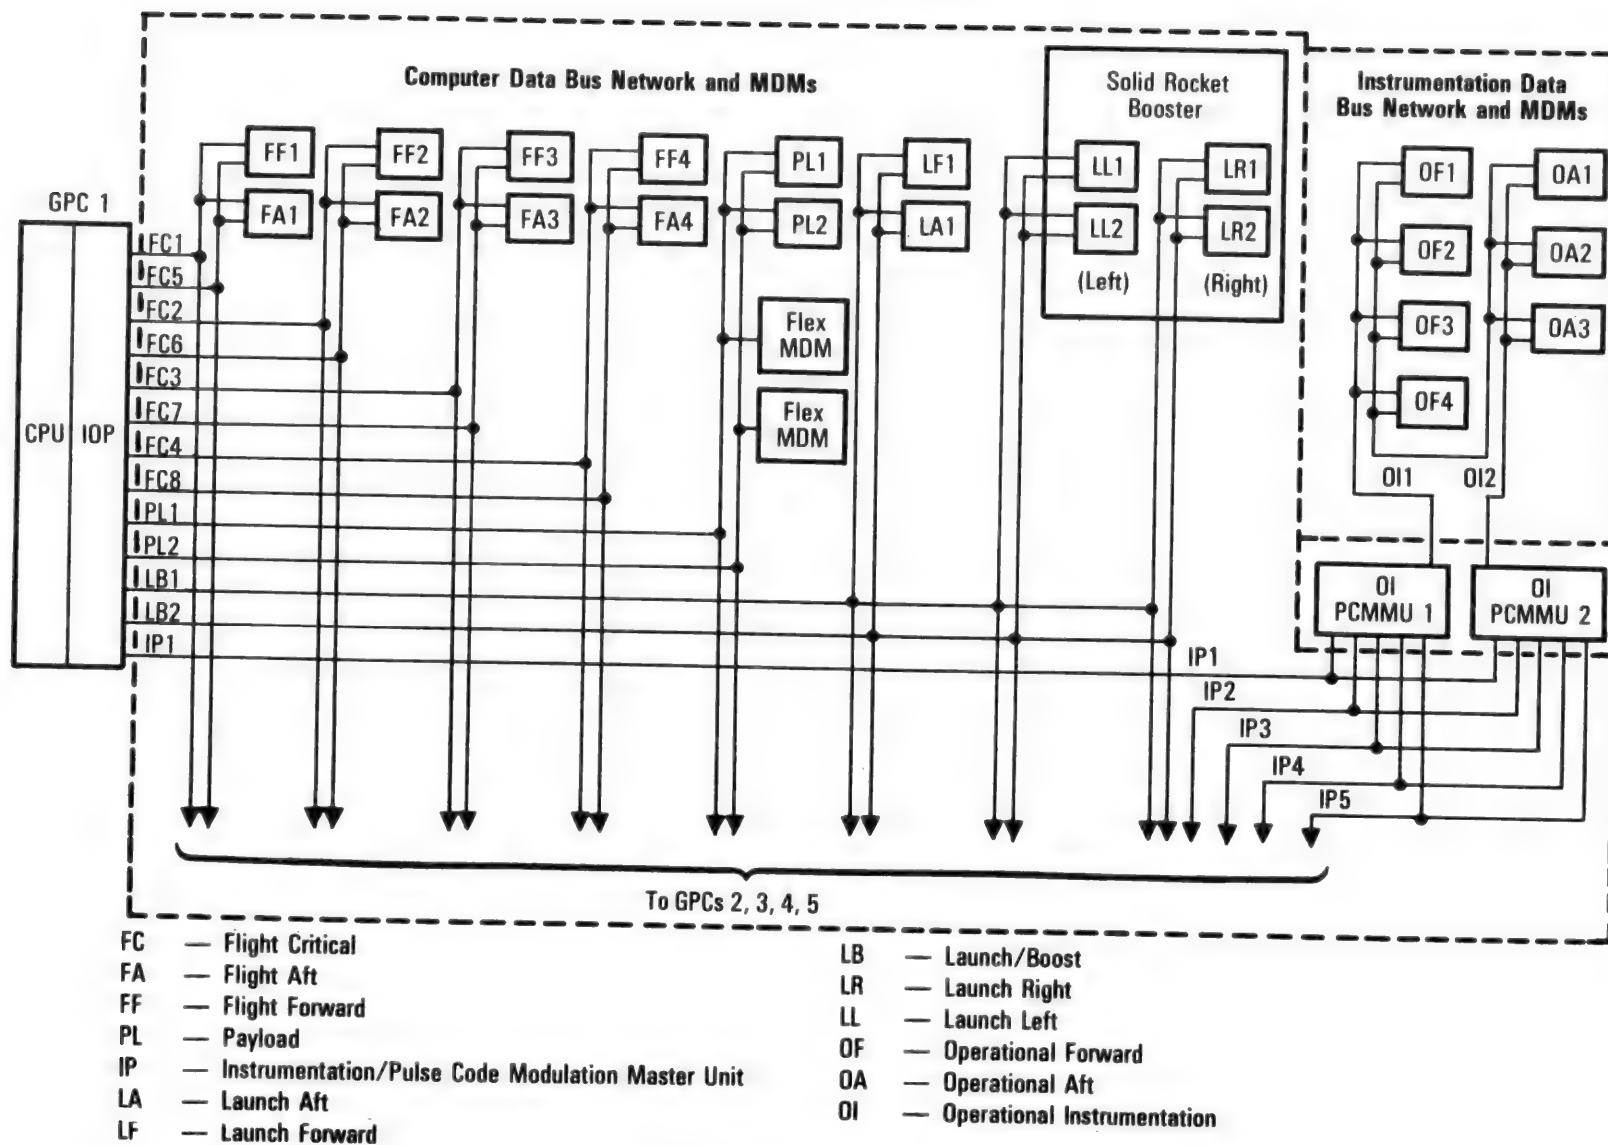 Computer Data Bus Network and MDMs
Solid Rocket
Booster
Instrumentation Data
Bus Network and MDMs
FF1
FF2
FF3
FF4
PL1
LF1
LL1
LR1
OF1
OA1
FA1
FA2
FA3
FA4
PL2
LA1
LL2
LR2
OF2
OA2
(Left)
(Right)
OF3
OA3
OF4
Flex
MDM
Flex
MDM
GPC 1
CPU
IOP
FC1
FC5
FC2
FC6
FC3
FC7
FC4
FC8
PL1
PL2
LB1
LB2
IP1
OI1
OI2
OI
PCMMU 1
OI
PCMMU 2
IP1
IP2
IP3
IP4
IP5
To GPCs 2, 3, 4, 5
FC — Flight Critical
FA — Flight Aft
FF — Flight Forward
PL — Payload
IP — Instrumentation/Pulse Code Modulation Master Unit
LA — Launch Aft
LF — Launch Forward
LB — Launch/Boost
LR — Launch Right
LL — Launch Left
OF — Operational Forward
OA — Operational Aft
OI — Operational Instrumentation